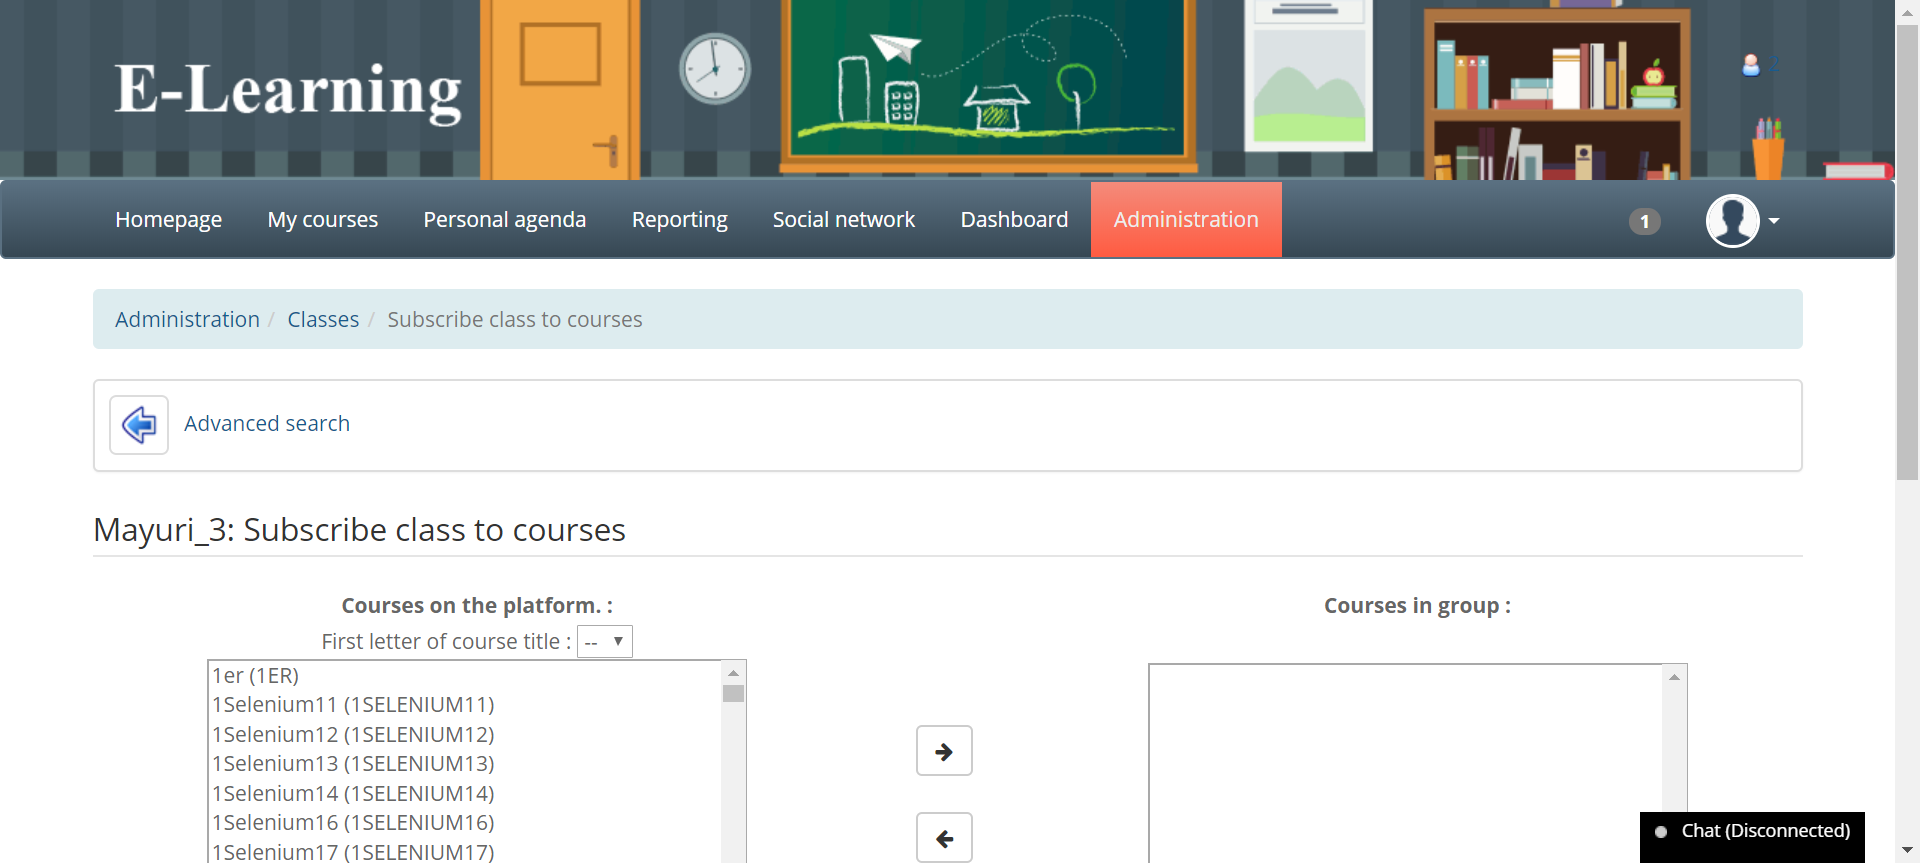 E-Learning
2
Homepage My courses Personal agenda Reporting Social network Dashboard Administration 1
Administration / Classes / Subscribe class to courses
Advanced search
Mayuri_3: Subscribe class to courses
Courses on the platform. :
First letter of course title : --
1er (1ER)
1Selenium11 (1SELENIUM11)
1Selenium12 (1SELENIUM12)
1Selenium13 (1SELENIUM13)
1Selenium14 (1SELENIUM14)
1Selenium16 (1SELENIUM16)
1Selenium17 (1SELENIUM17)
Courses in group :
Chat (Disconnected)